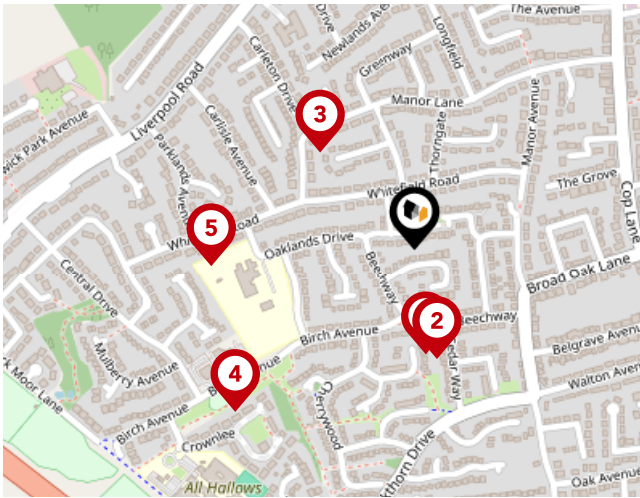 The Avenue
Drive
Newlands Ave
Longfield
Carleton Drive
Greenway
Liverpool Road
Manor Lane
3
wick Park Avenue
Carlisle Avenue
Thorngate
Manor Avenue
Parklands Avenue
Whitefield Road
The Grove
Cop Lane
5
Oaklands Drive
Beechway
Broad Oak Lane
Central Drive
2
Beechway
Birch Avenue
Belgrave Avenue
Mulberry Avenue
Cedar Way
4
Walton Avenue
ck Moor Lane
Birch Avenue
Cherrywood
Crownlee
kthorn Drive
All Hallows
Oak Avenue